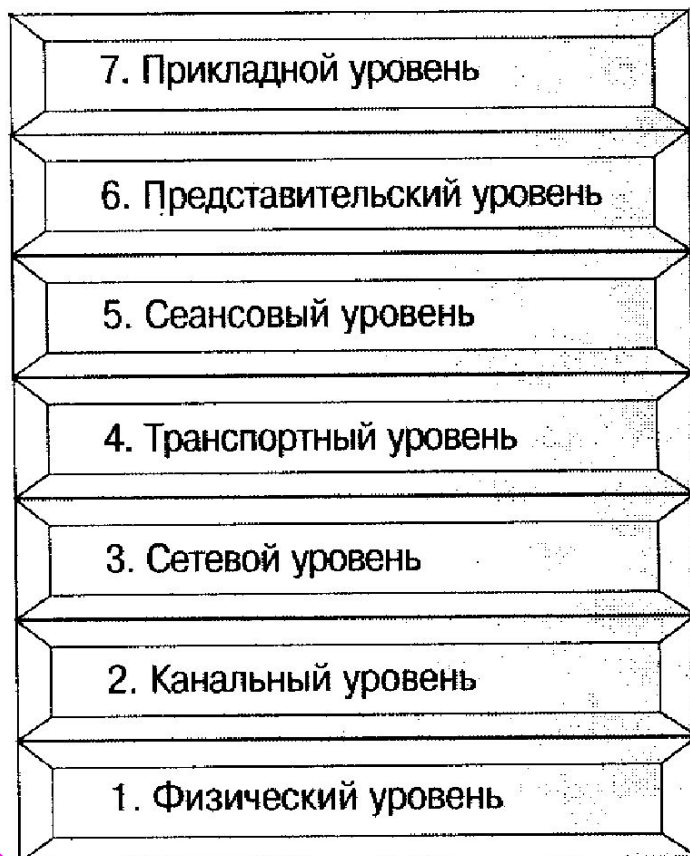 7. Прикладной уровень
6. Представительский уровень
5. Сеансовый уровень
4. Транспортный уровень
3. Сетевой уровень
2. Канальный уровень
1. Физический уровень